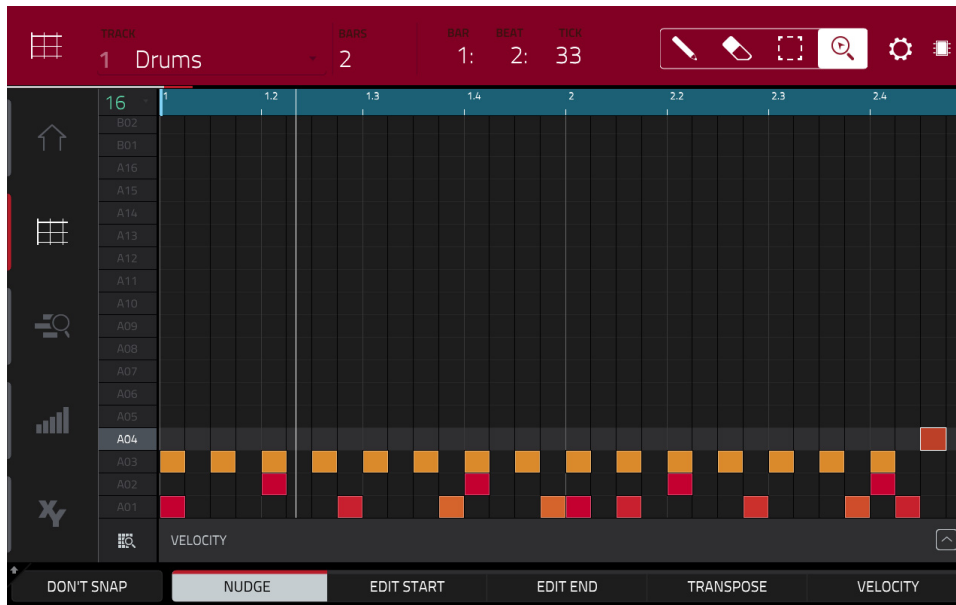 TRACK BARS BAR BEAT TICK
1 Drums 2 1: 2: 33
16 1 1.2 1.3 1.4 2 2.2 2.3 2.4
B02
B01
A16
A15
A14
A13
A12
A11
A10
A09
A08
A07
A06
A05
A04
A03
A02
A01
XY
VELOCITY
DON'T SNAP NUDGE EDIT START EDIT END TRANSPOSE VELOCITY